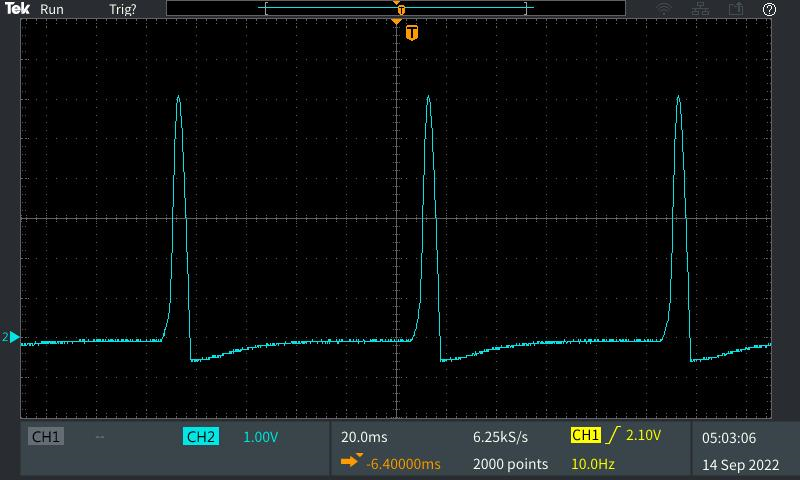 Tek Run Trig?
T
T
2
CH1 -- CH2 1.00V 20.0ms 6.25kS/s CH1 2.10V 05:03:06
-6.40000ms 2000 points 10.0Hz 14 Sep 2022